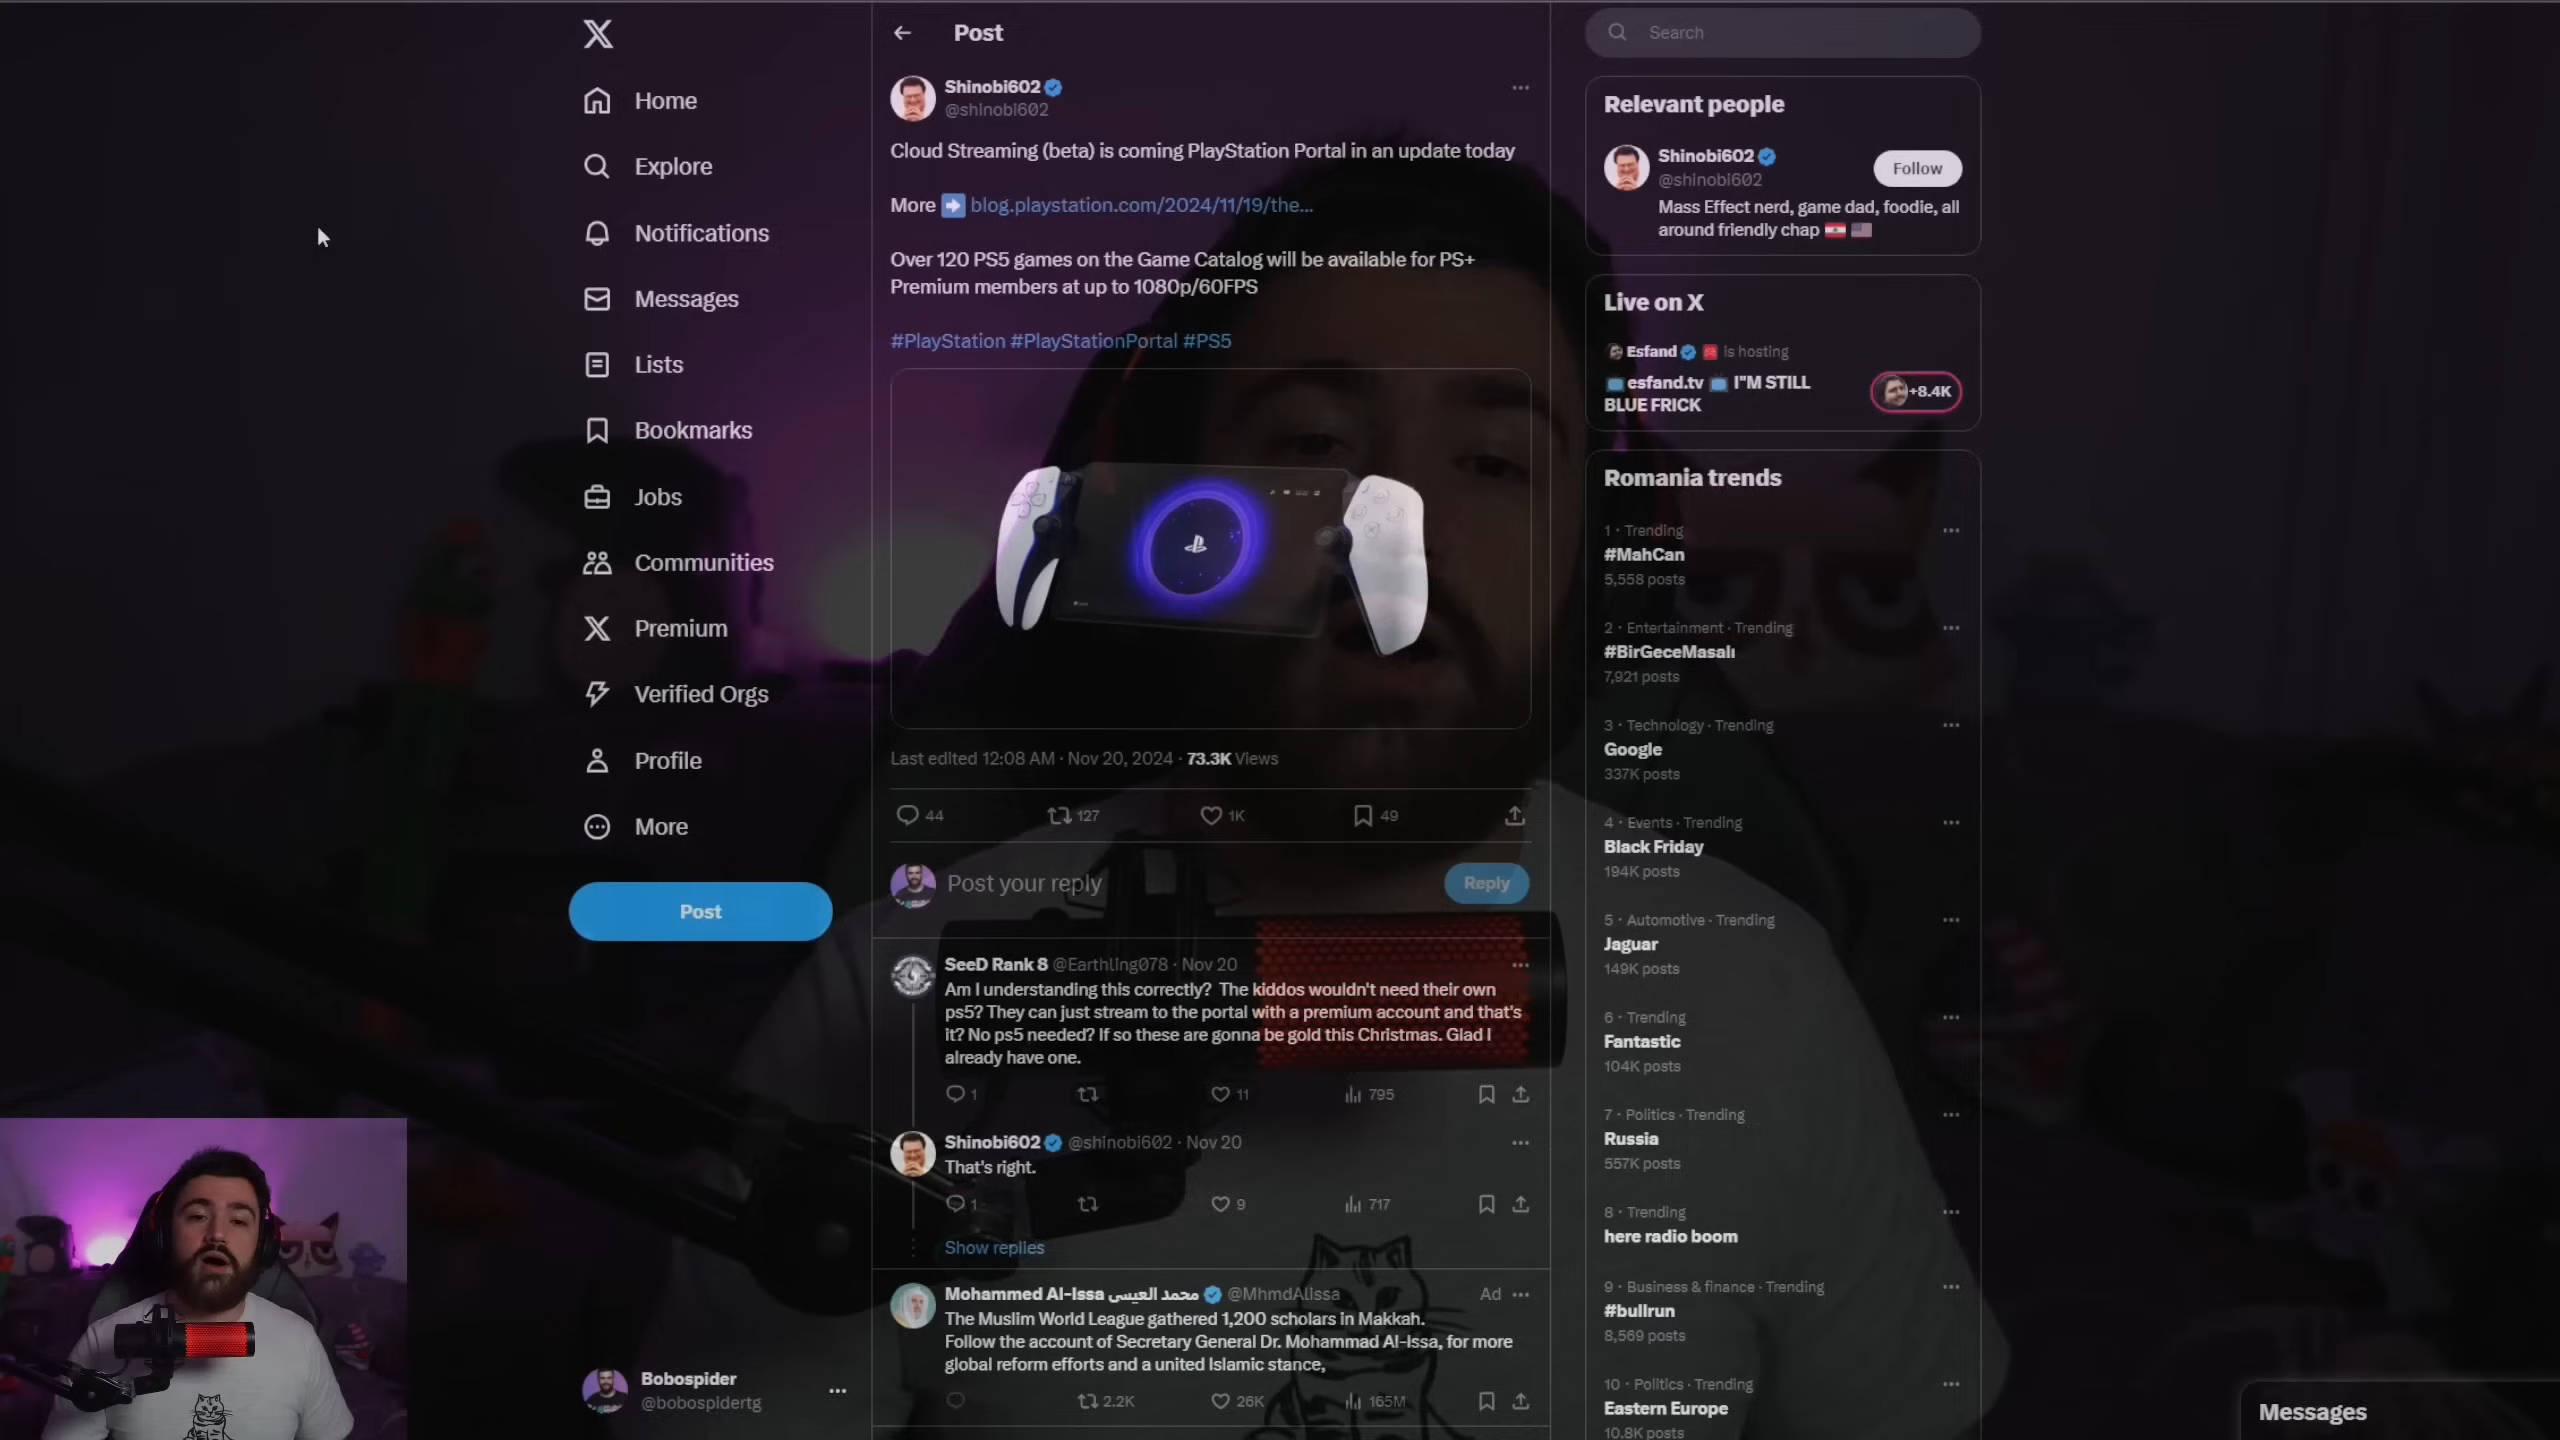 Home
Explore
Notifications
Messages
Lists
Bookmarks
Jobs
Communities
Premium
Verified Orgs
Profile
More
Post
Bobospider
@bobospidertg
Post
Shinobi602
@shinobi602
Cloud Streaming (beta) is coming PlayStation Portal in an update today
More ➡️ blog.playstation.com/2024/11/19/the...
Over 120 PS5 games on the Game Catalog will be available for PS+
Premium members at up to 1080p/60FPS
#PlayStation #PlayStationPortal #PS5
Last edited 12:08 AM · Nov 20, 2024 · 73.3K Views
44 127 1K 49
Post your reply
Reply
SeeD Rank 8 @Earthling078 · Nov 20
Am I understanding this correctly? The kiddos wouldn't need their own
ps5? They can just stream to the portal with a premium account and that's
it? No ps5 needed? If so these are gonna be gold this Christmas. Glad I
already have one.
1 11 795
Shinobi602 @shinobi602 · Nov 20
That's right.
1 9 717
Show replies
Mohammed Al-Issa محمد العيسى @MhmdAlissa Ad
The Muslim World League gathered 1,200 scholars in Makkah.
Follow the account of Secretary General Dr. Mohammad Al-Issa, for more
global reform efforts and a united Islamic stance,
2.2K 26K 165M
Search
Relevant people
Shinobi602
@shinobi602
Follow
Mass Effect nerd, game dad, foodie, all
around friendly chap
Live on X
Esfand is hosting
esfand.tv I"M STILL
BLUE FRICK
+8.4K
Romania trends
1 · Trending
#MahCan
5,558 posts
2 · Entertainment · Trending
#BirGeceMasalı
7,921 posts
3 · Technology · Trending
Google
337K posts
4 · Events · Trending
Black Friday
194K posts
5 · Automotive · Trending
Jaguar
149K posts
6 · Trending
Fantastic
104K posts
7 · Politics · Trending
Russia
557K posts
8 · Trending
here radio boom
9 · Business & finance · Trending
#bullrun
8,569 posts
10 · Politics · Trending
Eastern Europe
10.8K posts
Messages